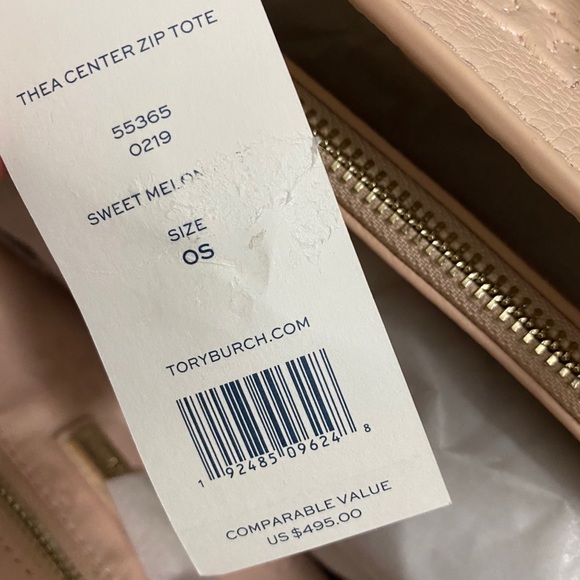 THEA CENTER ZIP TOTE
55365
0219
SWEET MELON
SIZE
OS
TORYBURCH.COM
1 92485 09624 8
COMPARABLE VALUE
US $495.00